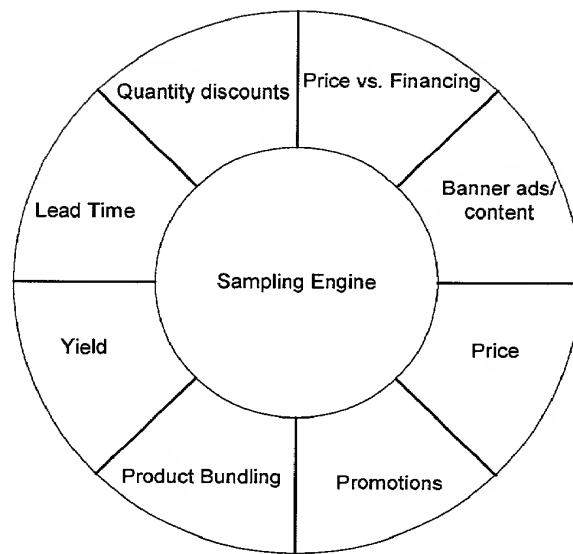 Quantity discounts
Price vs. Financing
Banner ads/
content
Lead Time
Sampling Engine
Yield
Price
Product Bundling
Promotions